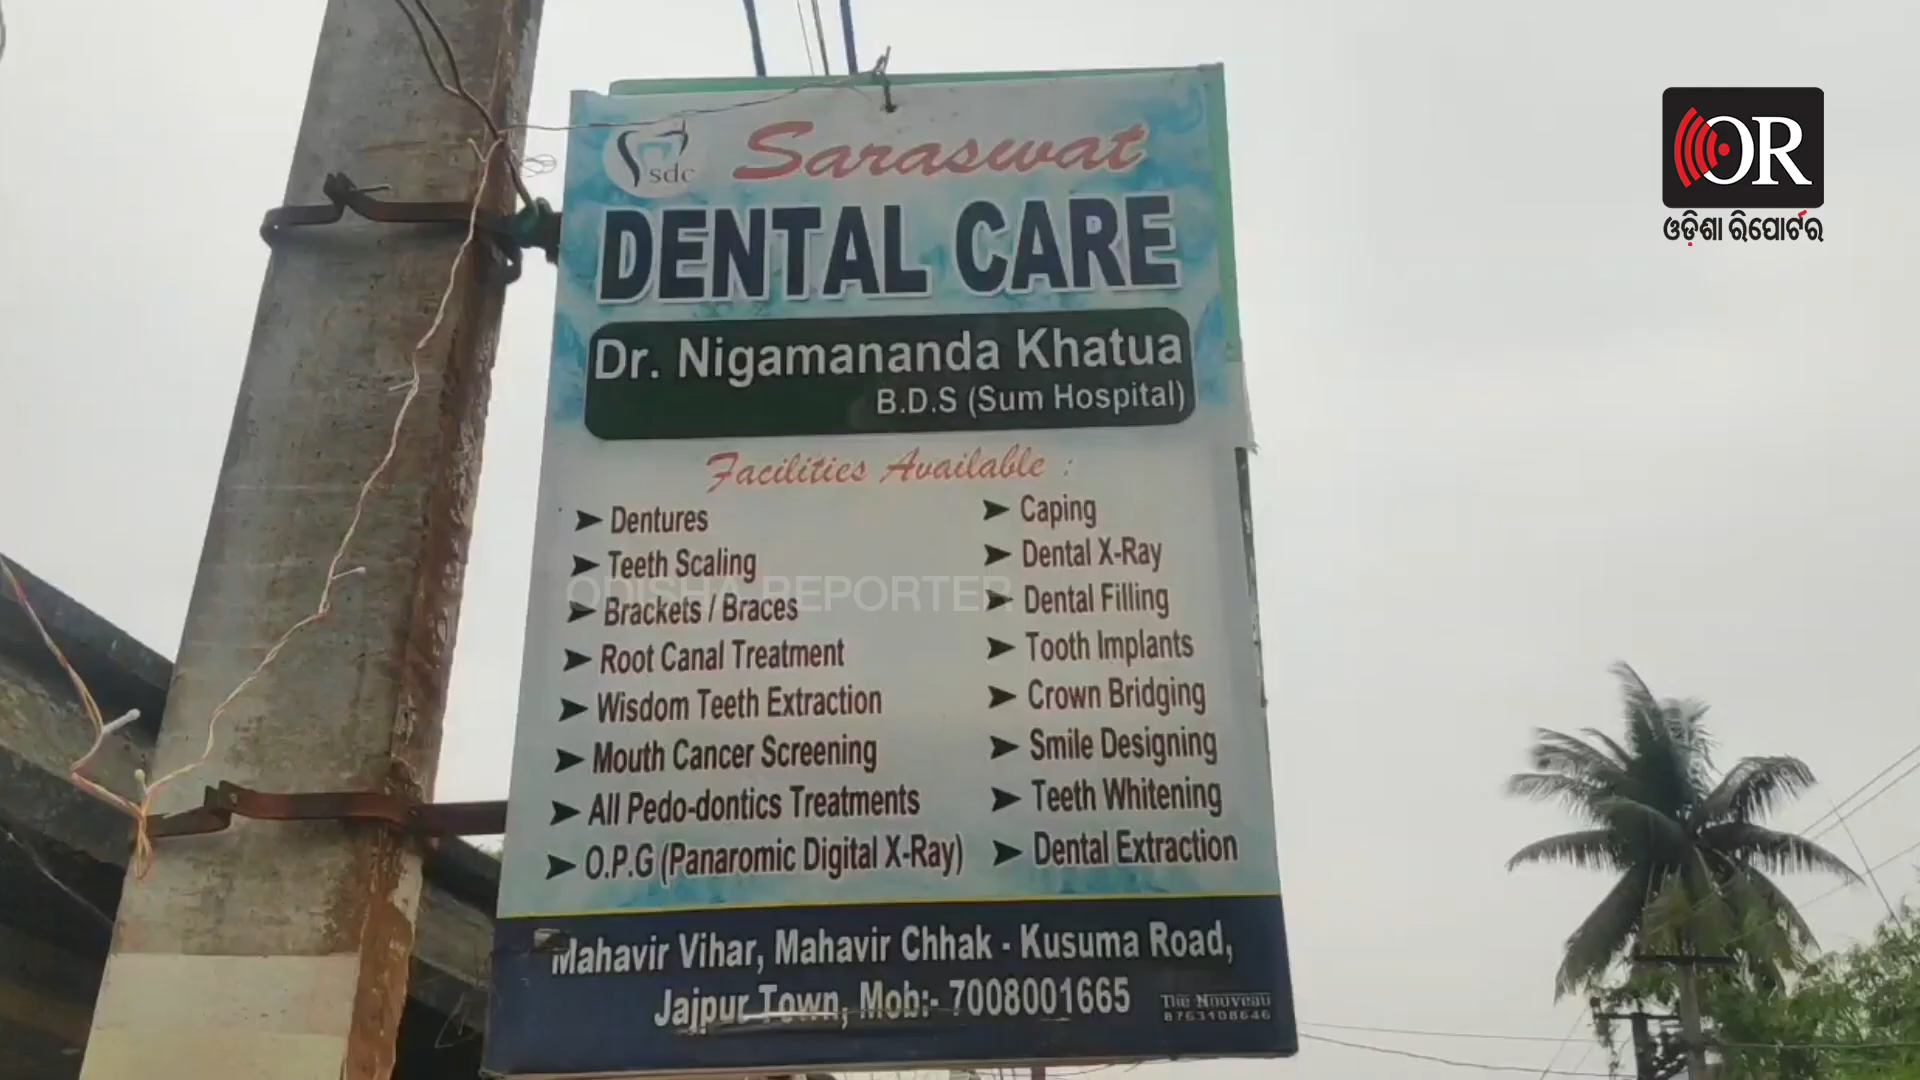 OR
ଓଡ଼ିଶା ରିପୋର୍ଟର
sdc
Saraswat
DENTAL CARE
Dr. Nigamananda Khatua
B.D.S (Sum Hospital)
Facilities Available :
Dentures
Teeth Scaling
Brackets / Braces
Root Canal Treatment
Wisdom Teeth Extraction
Mouth Cancer Screening
All Pedo-dontics Treatments
O.P.G (Panaromic Digital X-Ray)
Caping
Dental X-Ray
Dental Filling
Tooth Implants
Crown Bridging
Smile Designing
Teeth Whitening
Dental Extraction
ODISHA REPORTER
Mahavir Vihar, Mahavir Chhak - Kusuma Road,
Jajpur Town, Mob:- 7008001665
The Nouveau
8763108646